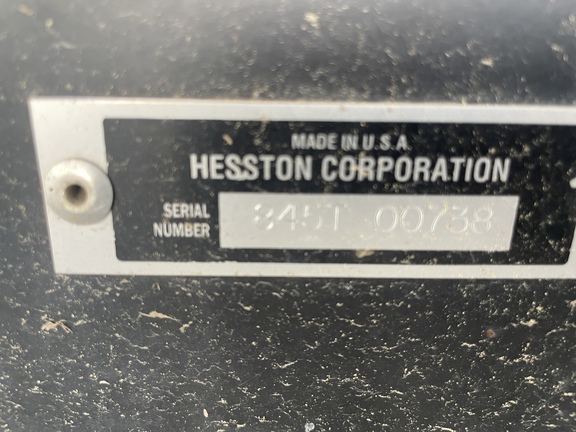 MADE IN U.S.A.
HESSTON CORPORATION
SERIAL NUMBER
845T 00738